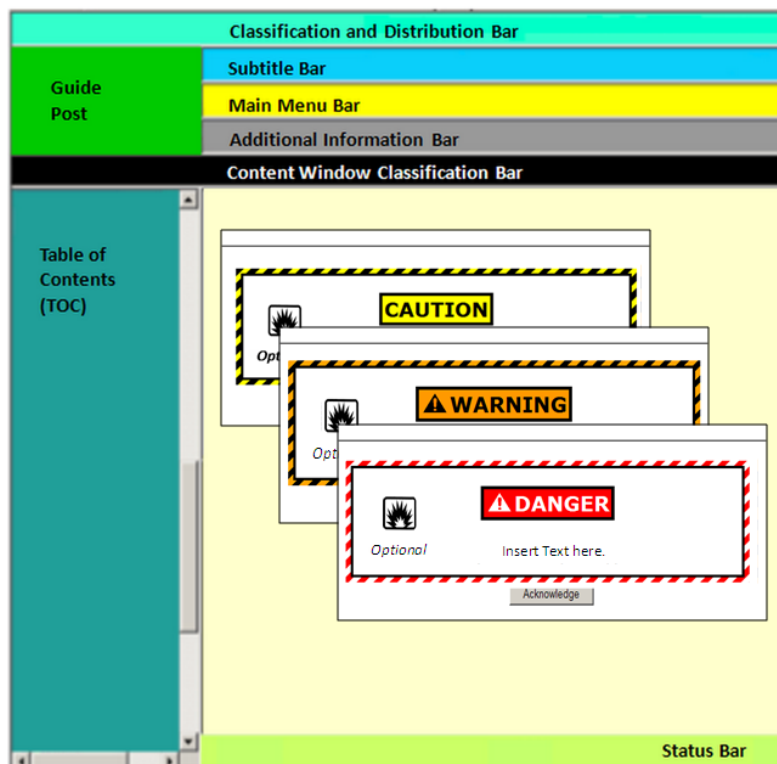 Classification and Distribution Bar
Guide
Post
Subtitle Bar
Main Menu Bar
Additional Information Bar
Content Window Classification Bar
Table of
Contents
(TOC)
CAUTION
WARNING
DANGER
Optional
Insert Text here.
Acknowledge
Status Bar